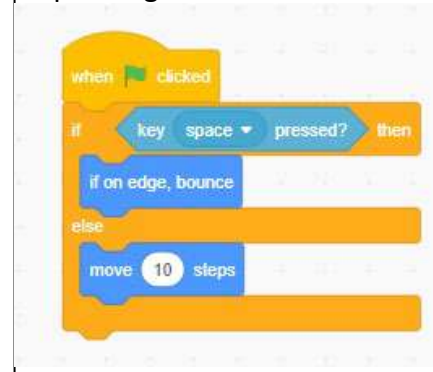 when clicked
if key space pressed? then
if on edge, bounce
else
move 10 steps